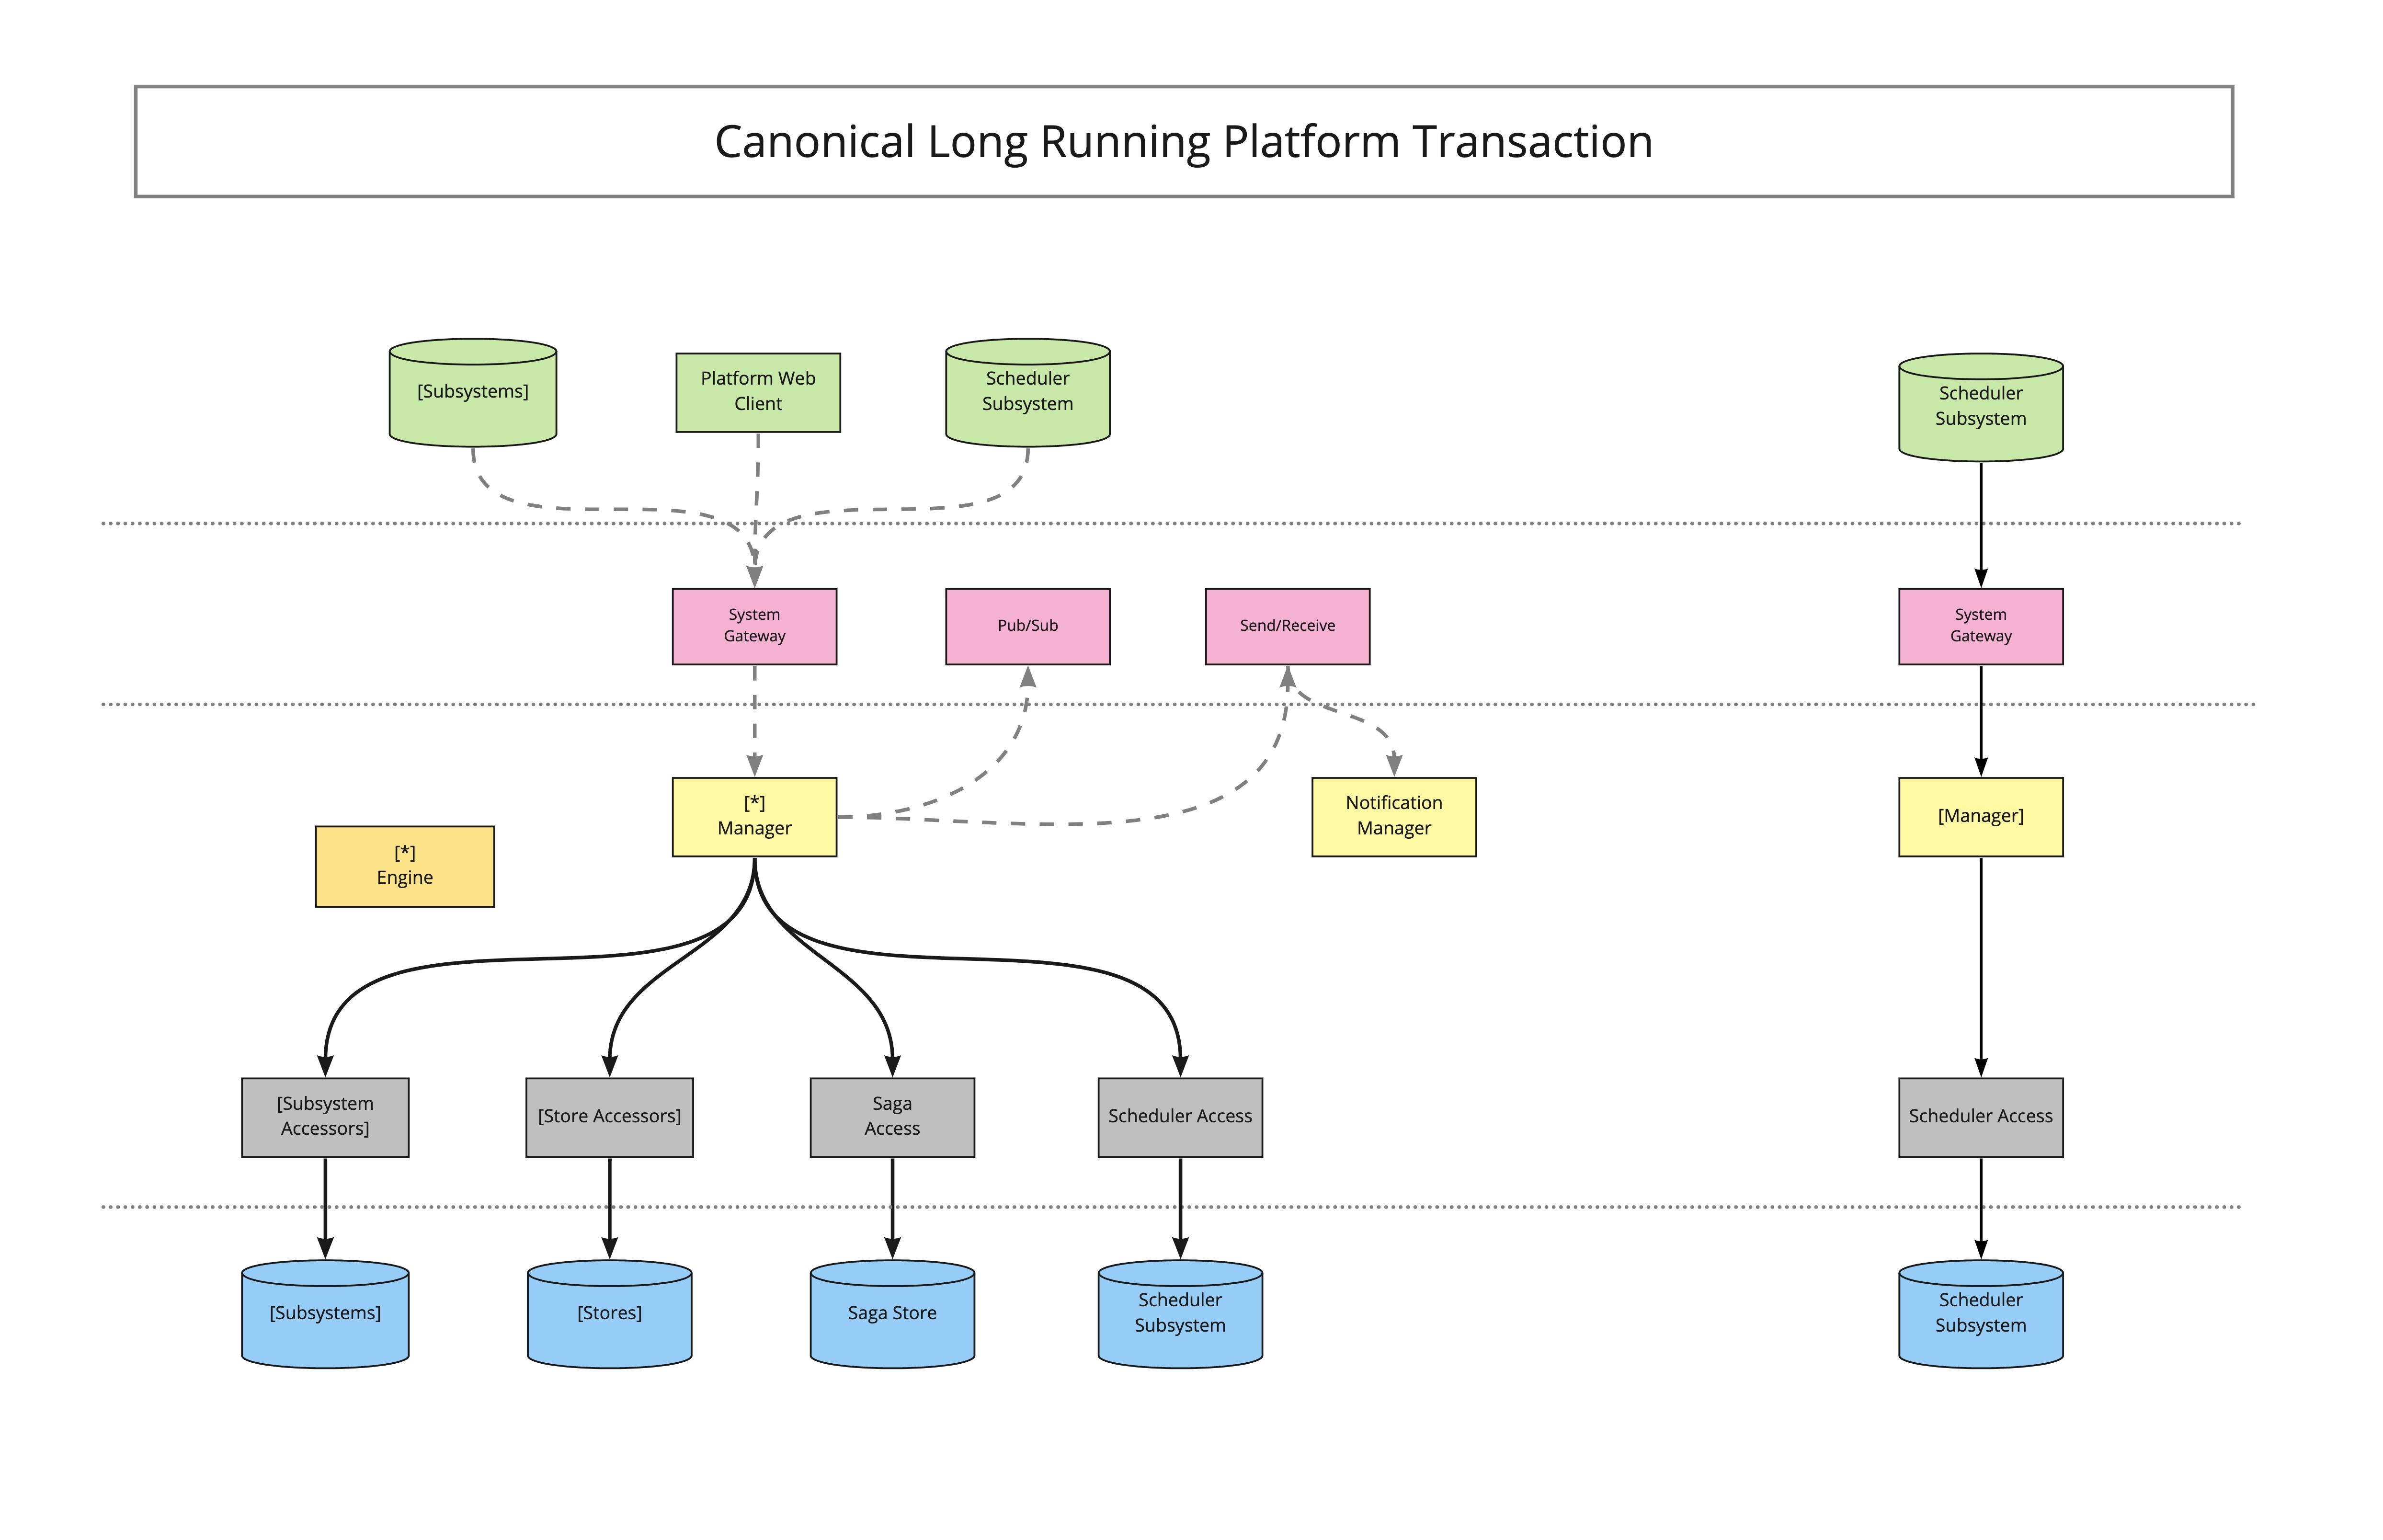 Canonical Long Running Platform Transaction
[Subsystems]
Platform Web
Client
Scheduler
Subsystem
Scheduler
Subsystem
System
Gateway
Pub/Sub
Send/Receive
System
Gateway
[*]
Manager
Notification
Manager
[Manager]
[*]
Engine
[Subsystem
Accessors]
[Store Accessors]
Saga
Access
Scheduler Access
Scheduler Access
[Subsystems]
[Stores]
Saga Store
Scheduler
Subsystem
Scheduler
Subsystem